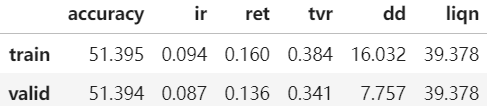 accuracy ir ret tvr dd liqn
train 51.395 0.094 0.160 0.384 16.032 39.378
valid 51.394 0.087 0.136 0.341 7.757 39.378